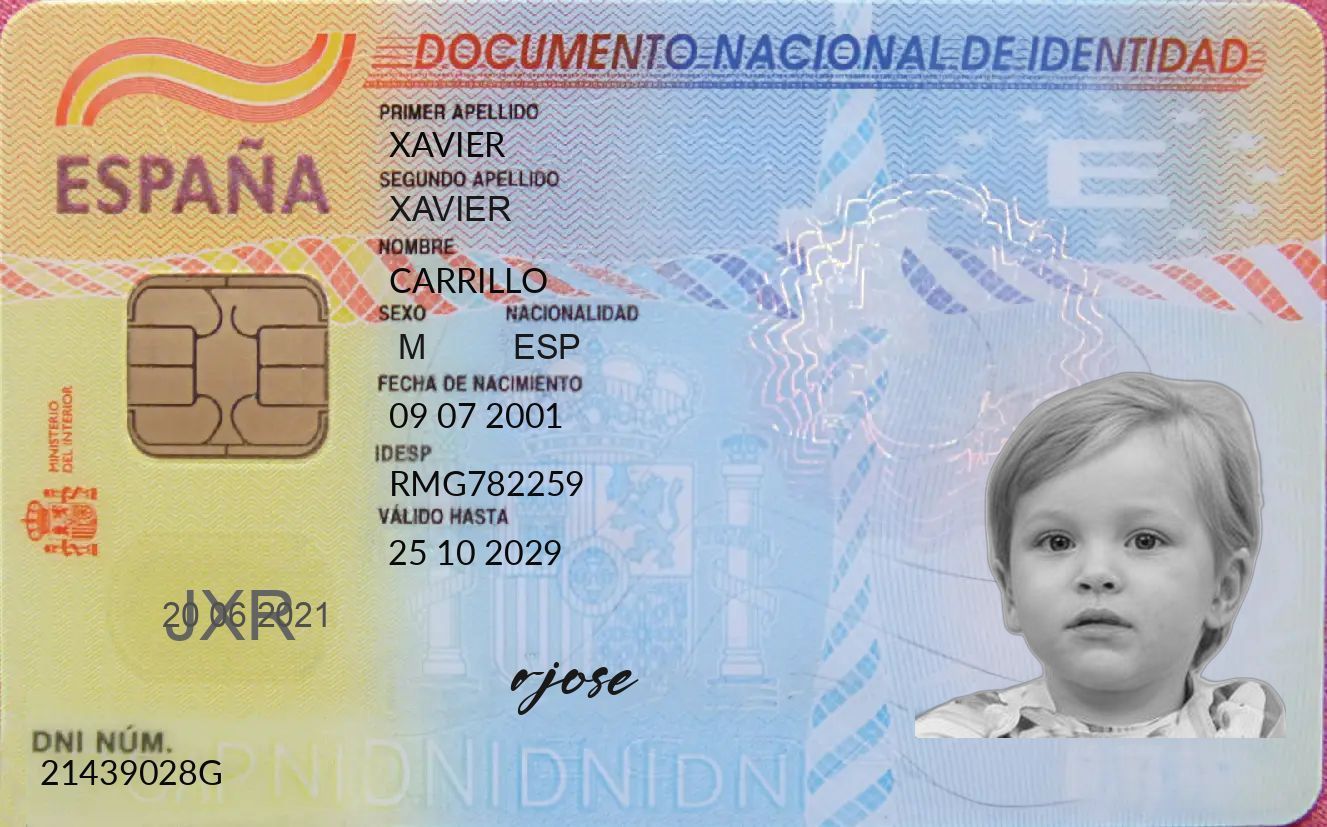 DOCUMENTO NACIONAL DE IDENTIDAD
ESPAÑA
PRIMER APELLIDO
XAVIER
SEGUNDO APELLIDO
XAVIER
NOMBRE
CARRILLO
SEXO NACIONALIDAD
M ESP
FECHA DE NACIMIENTO
09 07 2001
IDESP
RMG782259
VÁLIDO HASTA
25 10 2029
MINISTERIO
DEL INTERIOR
E
JXR
20 06 2021
rjose
DNI NÚM.
21439028G
DNIDNIDNIDN